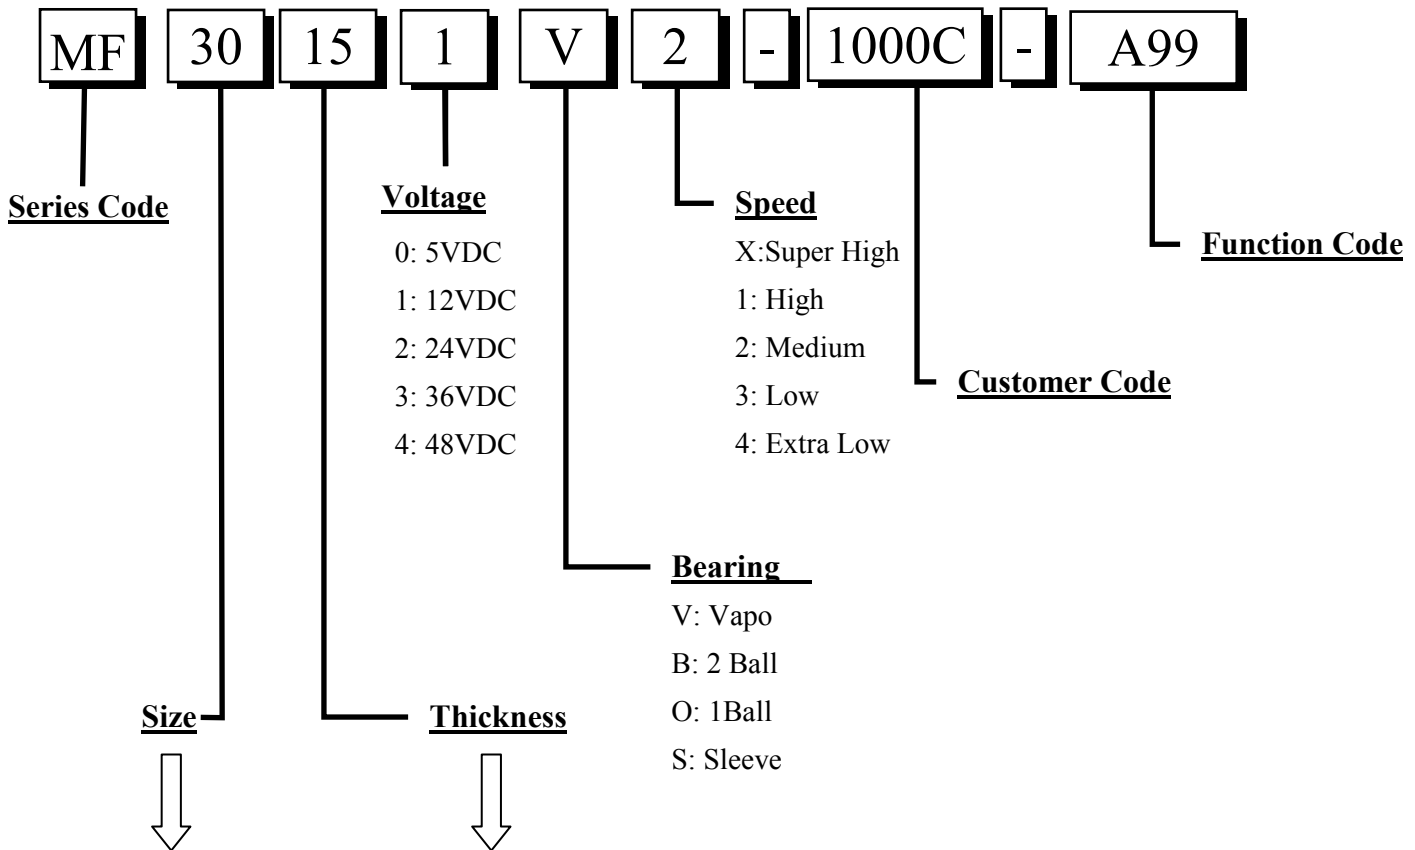 MF 30 15 1 V 2 - 1000C - A99
Series Code
Voltage
0: 5VDC
1: 12VDC
2: 24VDC
3: 36VDC
4: 48VDC
Speed
X:Super High
1: High
2: Medium
3: Low
4: Extra Low
Function Code
Customer Code
Bearing
V: Vapo
B: 2 Ball
O: 1Ball
S: Sleeve
Size
Thickness